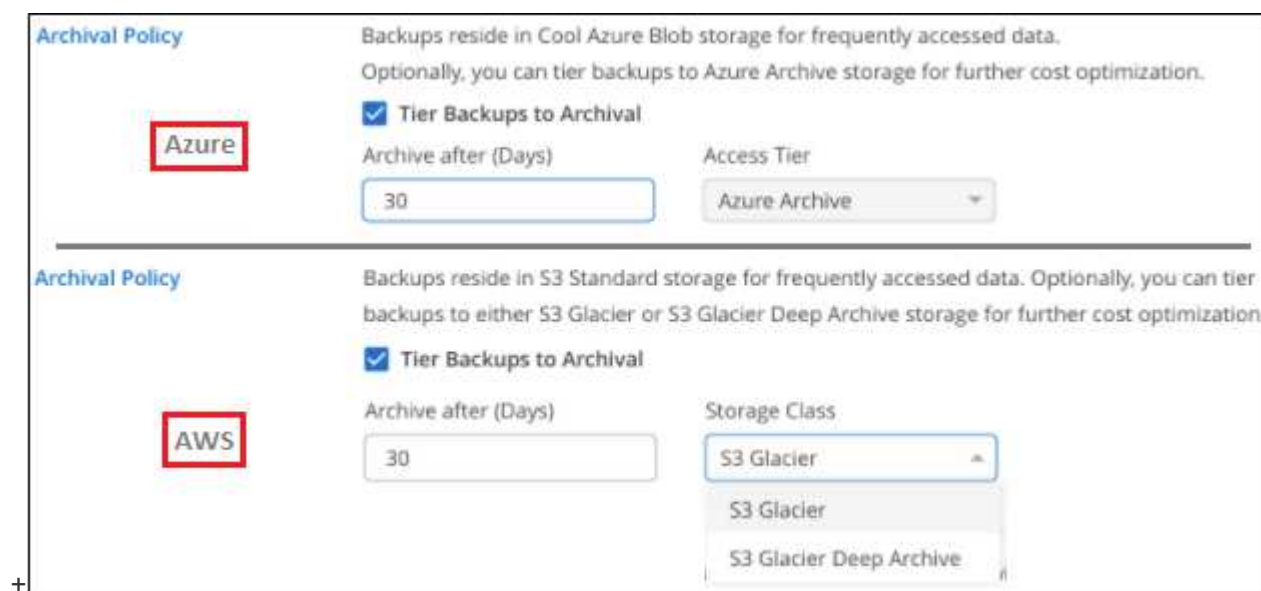 Archival Policy
Backups reside in Cool Azure Blob storage for frequently accessed data.
Optionally, you can tier backups to Azure Archive storage for further cost optimization.
Tier Backups to Archival
Azure
Archive after (Days)
Access Tier
30
Azure Archive
Archival Policy
Backups reside in S3 Standard storage for frequently accessed data. Optionally, you can tier
backups to either S3 Glacier or S3 Glacier Deep Archive storage for further cost optimization
Tier Backups to Archival
AWS
Archive after (Days)
Storage Class
30
S3 Glacier
S3 Glacier
S3 Glacier Deep Archive
+